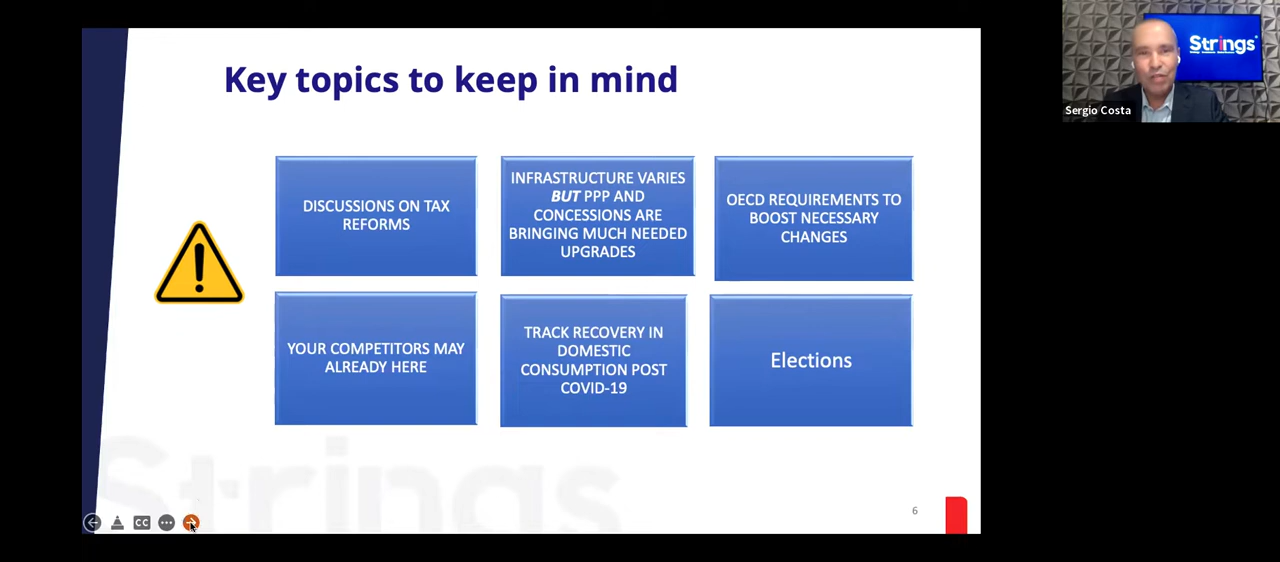 Key topics to keep in mind
DISCUSSIONS ON TAX
REFORMS
INFRASTRUCTURE VARIES
BUT PPP AND
CONCESSIONS ARE
BRINGING MUCH NEEDED
UPGRADES
OECD REQUIREMENTS TO
BOOST NECESSARY
CHANGES
YOUR COMPETITORS MAY
ALREADY HERE
TRACK RECOVERY IN
DOMESTIC
CONSUMPTION POST
COVID-19
Elections
Strings
6
CC
Strings
Sergio Costa